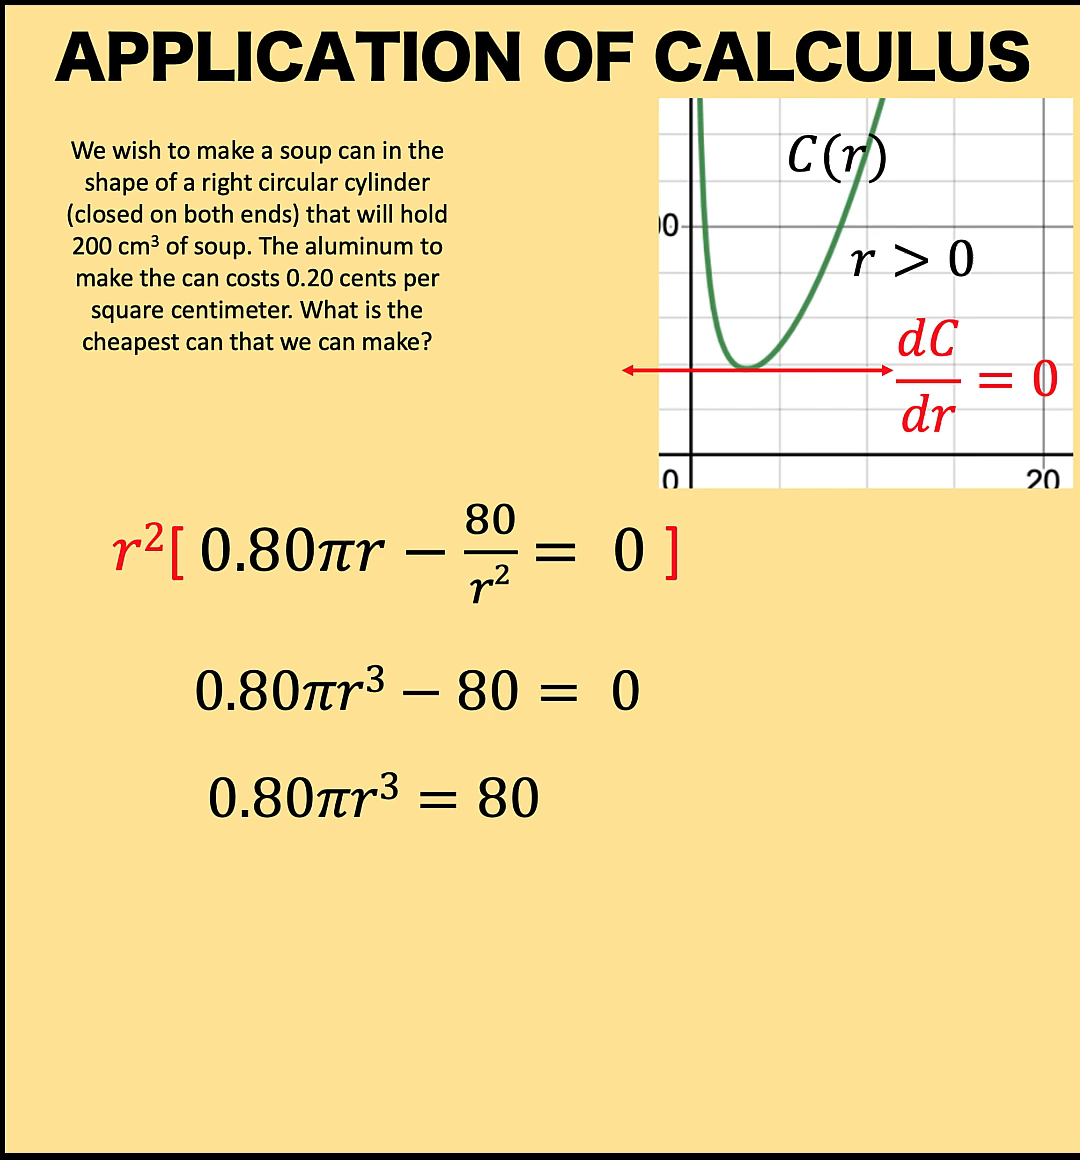 APPLICATION OF CALCULUS
We wish to make a soup can in the
shape of a right circular cylinder
(closed on both ends) that will hold
200 cm³ of soup. The aluminum to
make the can costs 0.20 cents per
square centimeter. What is the
cheapest can that we can make?
C(r)
0
r > 0
dC/dr = 0
0
20
r²[ 0.80πr − 80/r² = 0 ]
0.80πr³ − 80 = 0
0.80πr³ = 80